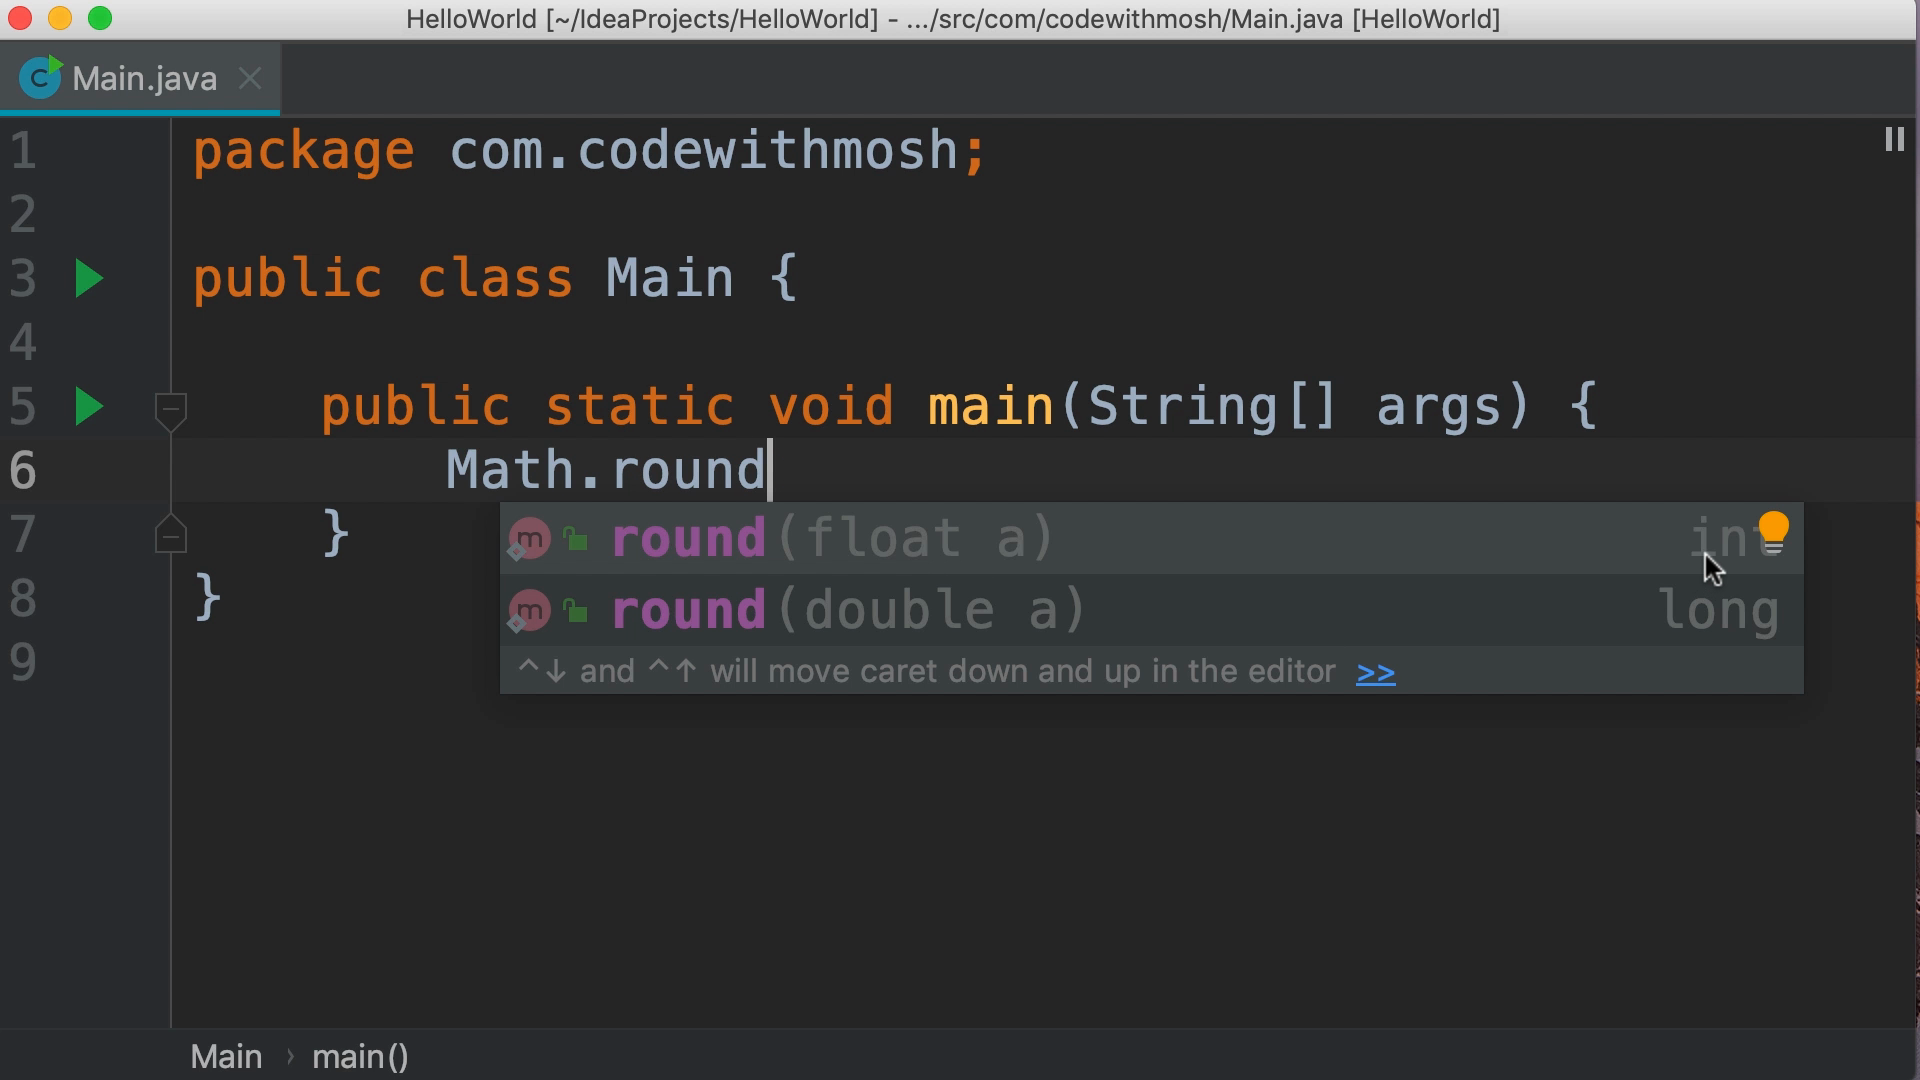 HelloWorld [~/IdeaProjects/HelloWorld] - .../src/com/codewithmosh/Main.java [HelloWorld]
C Main.java
1 package com.codewithmosh;
2
3 public class Main {
4
5 public static void main(String[] args) {
6 Math.round
7 }
m round(float a) int
8 }
m round(double a) long
9
^↓ and ^↑ will move caret down and up in the editor >>
Main › main()